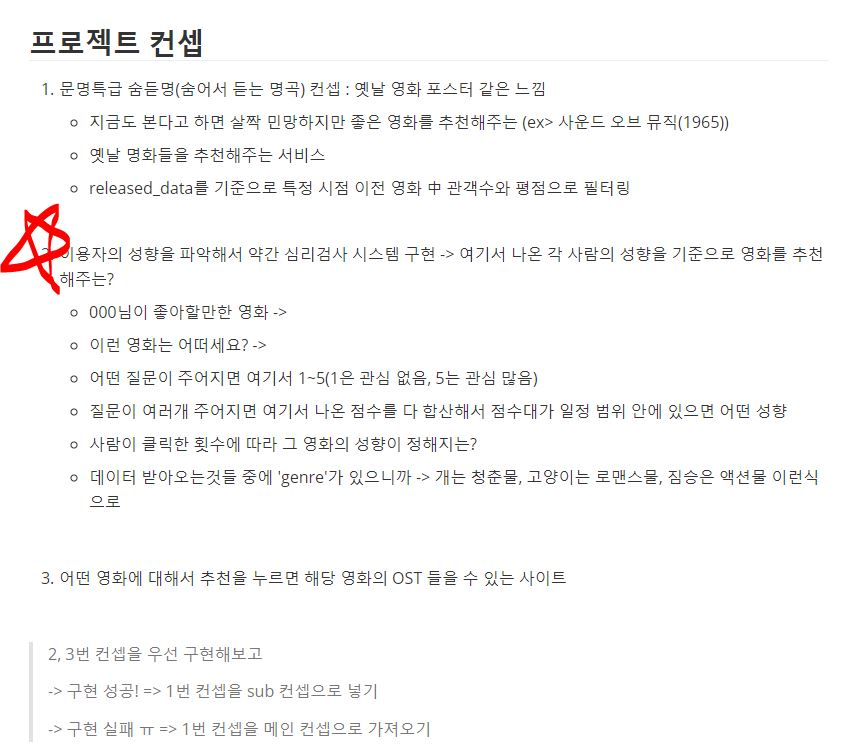 프로젝트 컨셉
1. 문명특급 숨듣명(숨어서 듣는 명곡) 컨셉 : 옛날 영화 포스터 같은 느낌
지금도 본다고 하면 살짝 민망하지만 좋은 영화를 추천해주는 (ex> 사운드 오브 뮤직(1965))
옛날 명화들을 추천해주는 서비스
released_data를 기준으로 특정 시점 이전 영화 中 관객수와 평점으로 필터링
이용자의 성향을 파악해서 약간 심리검사 시스템 구현 -> 여기서 나온 각 사람의 성향을 기준으로 영화를 추천
해주는?
000님이 좋아할만한 영화 ->
이런 영화는 어떠세요? ->
어떤 질문이 주어지면 여기서 1~5(1은 관심 없음, 5는 관심 많음)
질문이 여러개 주어지면 여기서 나온 점수를 다 합산해서 점수대가 일정 범위 안에 있으면 어떤 성향
사람이 클릭한 횟수에 따라 그 영화의 성향이 정해지는?
데이터 받아오는것들 중에 'genre'가 있으니까 -> 개는 청춘물, 고양이는 로맨스물, 짐승은 액션물 이런식
으로
3. 어떤 영화에 대해서 추천을 누르면 해당 영화의 OST 들을 수 있는 사이트
2, 3번 컨셉을 우선 구현해보고
-> 구현 성공! => 1번 컨셉을 sub 컨셉으로 넣기
-> 구현 실패 ㅠ => 1번 컨셉을 메인 컨셉으로 가져오기